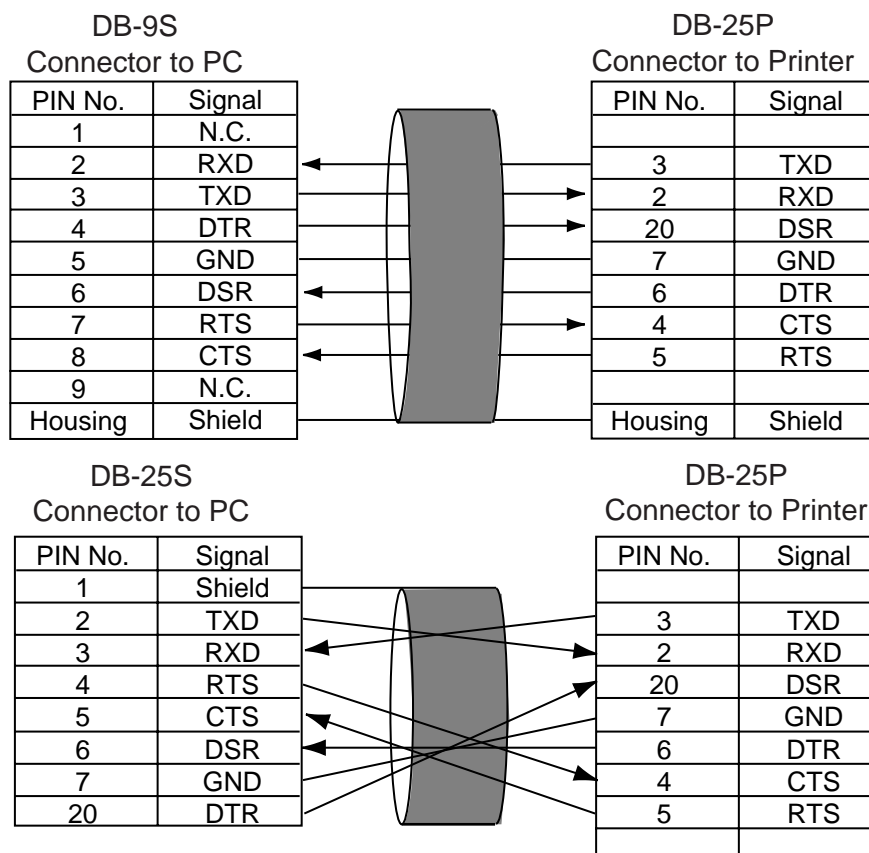 DB-9S
Connector to PC
DB-25P
Connector to Printer
PIN No. Signal
1 N.C.
2 RXD
3 TXD
4 DTR
5 GND
6 DSR
7 RTS
8 CTS
9 N.C.
Housing Shield
PIN No. Signal
3 TXD
2 RXD
20 DSR
7 GND
6 DTR
4 CTS
5 RTS
Housing Shield
DB-25S
Connector to PC
DB-25P
Connector to Printer
PIN No. Signal
1 Shield
2 TXD
3 RXD
4 RTS
5 CTS
6 DSR
7 GND
20 DTR
PIN No. Signal
3 TXD
2 RXD
20 DSR
7 GND
6 DTR
4 CTS
5 RTS